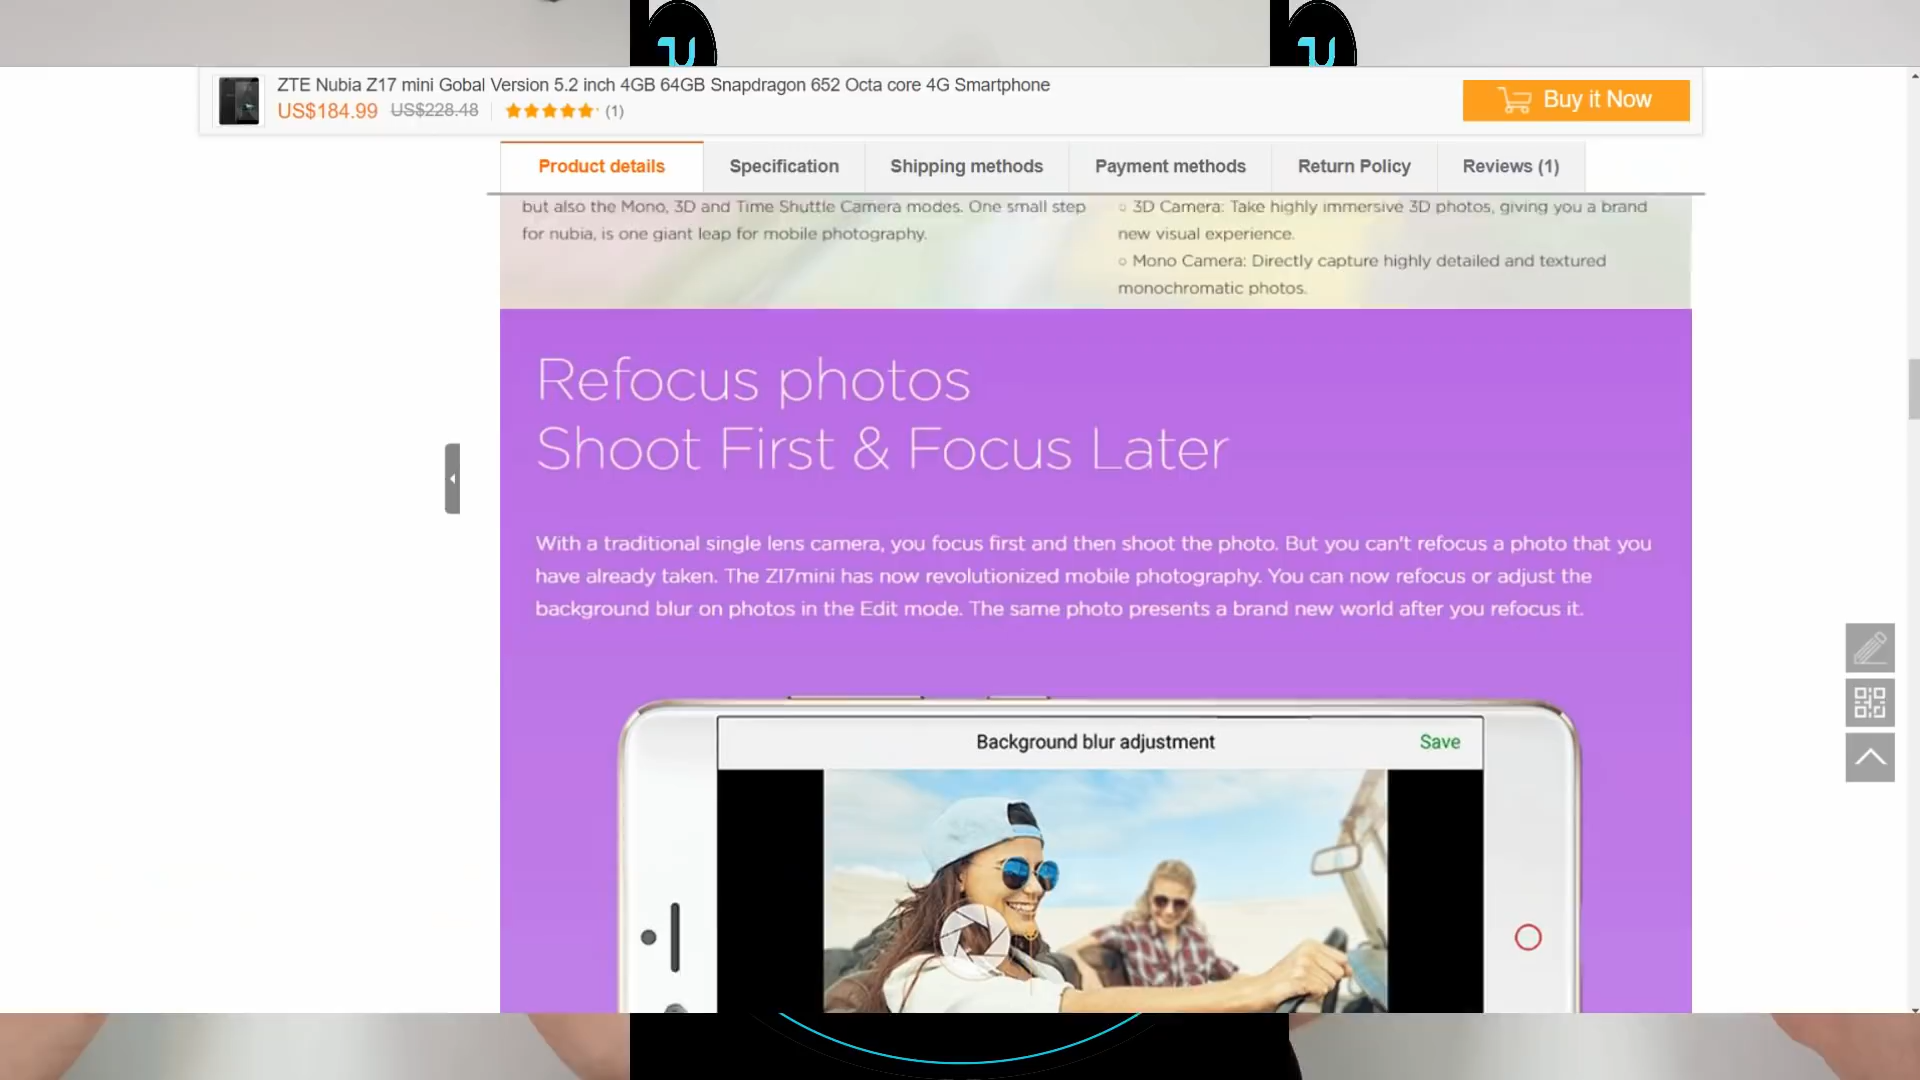 ZTE Nubia Z17 mini Gobal Version 5.2 inch 4GB 64GB Snapdragon 652 Octa core 4G Smartphone
US$184.99 US$228.48 (1)
Buy it Now
Product details Specification Shipping methods Payment methods Return Policy Reviews (1)
but also the Mono, 3D and Time Shuttle Camera modes. One small step
for nubia, is one giant leap for mobile photography.
○ 3D Camera: Take highly immersive 3D photos, giving you a brand
new visual experience.
○ Mono Camera: Directly capture highly detailed and textured
monochromatic photos.
Refocus photos
Shoot First & Focus Later
With a traditional single lens camera, you focus first and then shoot the photo. But you can't refocus a photo that you
have already taken. The Z17mini has now revolutionized mobile photography. You can now refocus or adjust the
background blur on photos in the Edit mode. The same photo presents a brand new world after you refocus it.
Background blur adjustment Save